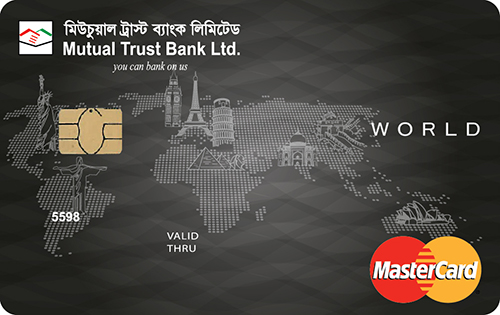 মিউচুয়াল ট্রাস্ট ব্যাংক লিমিটেড
Mutual Trust Bank Ltd.
you can bank on us
WORLD
5598
VALID
THRU
MasterCard